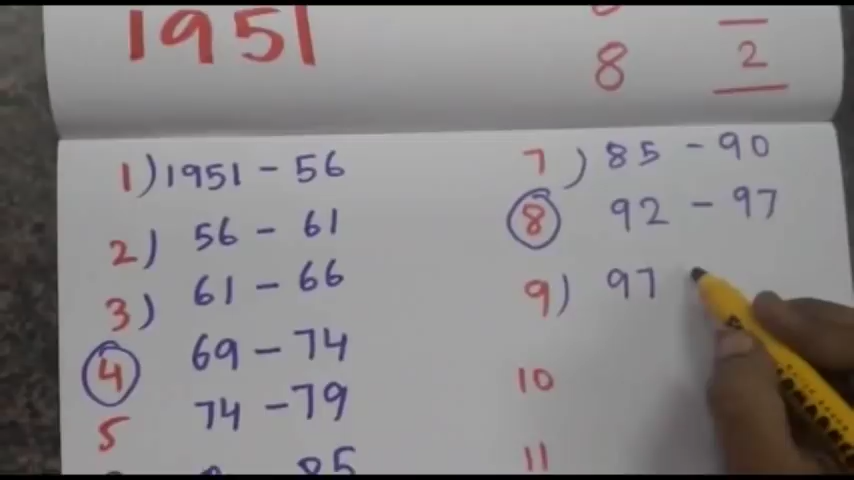 1951
8
2
1) 1951 - 56
2) 56 - 61
3) 61 - 66
4 69 - 74
5 74 - 79
85
7) 85 - 90
8 92 - 97
9) 97
10
11